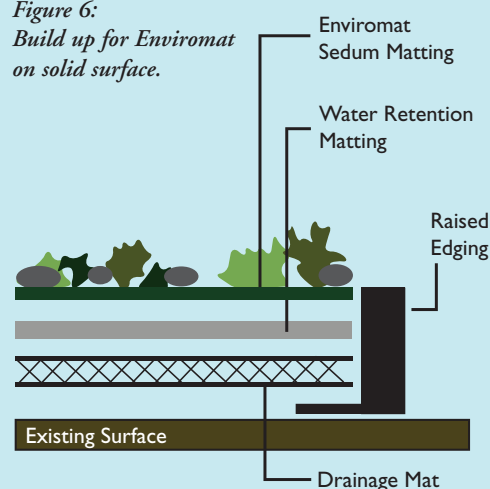 Figure 6:
Build up for Enviromat
on solid surface.
Enviromat
Sedum Matting
Water Retention
Matting
Raised
Edging
Existing Surface
Drainage Mat